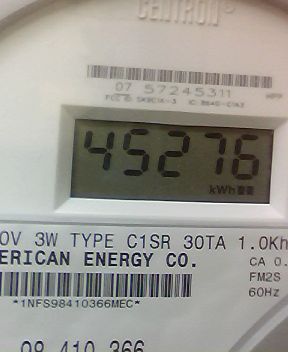 CENTRON®
07 57245311
45276
kWh
0V 3W TYPE C1SR 30TA 1.0Kh
ERICAN ENERGY CO.
CA 0.
FM2S
60Hz
*1NFS98410366MEC*
98 410 366